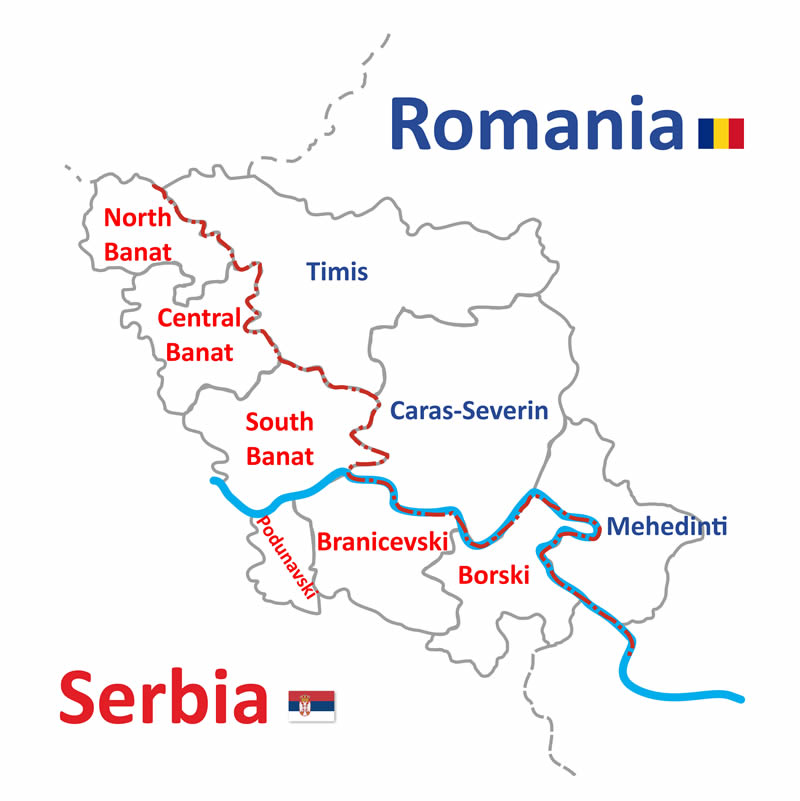 Romania
North
Banat
Timis
Central
Banat
Caras-Severin
South
Banat
Mehedinti
Podunavski
Branicevski
Borski
Serbia